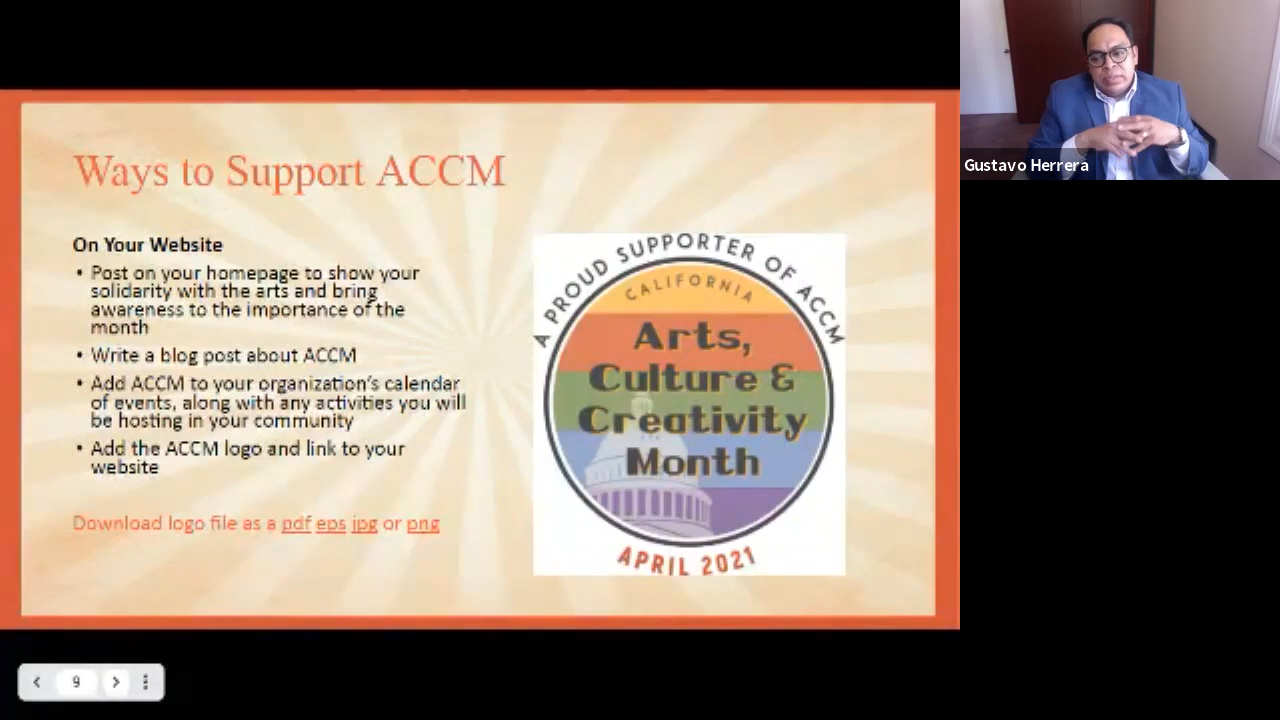 Ways to Support ACCM
On Your Website
• Post on your homepage to show your
solidarity with the arts and bring
awareness to the importance of the
month
• Write a blog post about ACCM
• Add ACCM to your organization's calendar
of events, along with any activities you will
be hosting in your community
• Add the ACCM logo and link to your
website
Download logo file as a pdf eps jpg or png
A PROUD SUPPORTER OF ACCM
CALIFORNIA
Arts,
Culture &
Creativity
Month
APRIL 2021
Gustavo Herrera
9